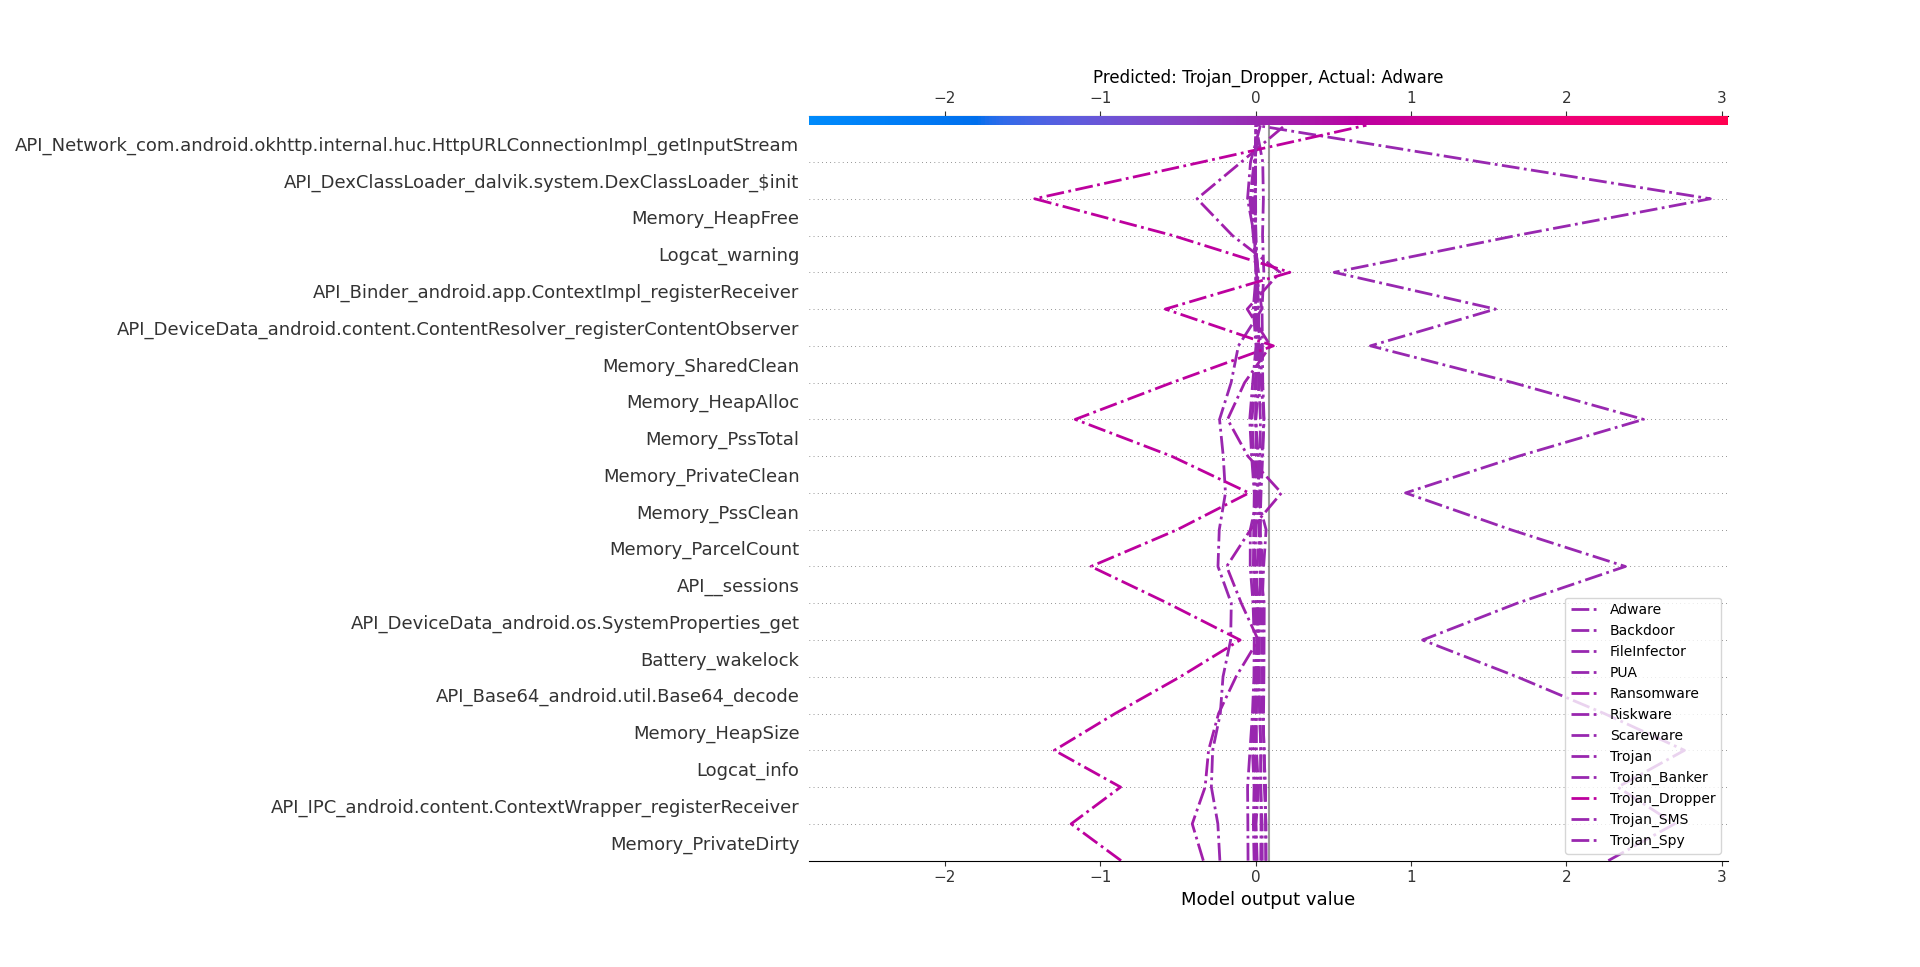 Predicted: Trojan_Dropper, Actual: Adware
−2 −1 0 1 2 3
API_Network_com.android.okhttp.internal.huc.HttpURLConnectionImpl_getInputStream
API_DexClassLoader_dalvik.system.DexClassLoader_$init
Memory_HeapFree
Logcat_warning
API_Binder_android.app.ContextImpl_registerReceiver
API_DeviceData_android.content.ContentResolver_registerContentObserver
Memory_SharedClean
Memory_HeapAlloc
Memory_PssTotal
Memory_PrivateClean
Memory_PssClean
Memory_ParcelCount
API__sessions
API_DeviceData_android.os.SystemProperties_get
Battery_wakelock
API_Base64_android.util.Base64_decode
Memory_HeapSize
Logcat_info
API_IPC_android.content.ContextWrapper_registerReceiver
Memory_PrivateDirty
Adware
Backdoor
FileInfector
PUA
Ransomware
Riskware
Scareware
Trojan
Trojan_Banker
Trojan_Dropper
Trojan_SMS
Trojan_Spy
−2 −1 0 1 2 3
Model output value